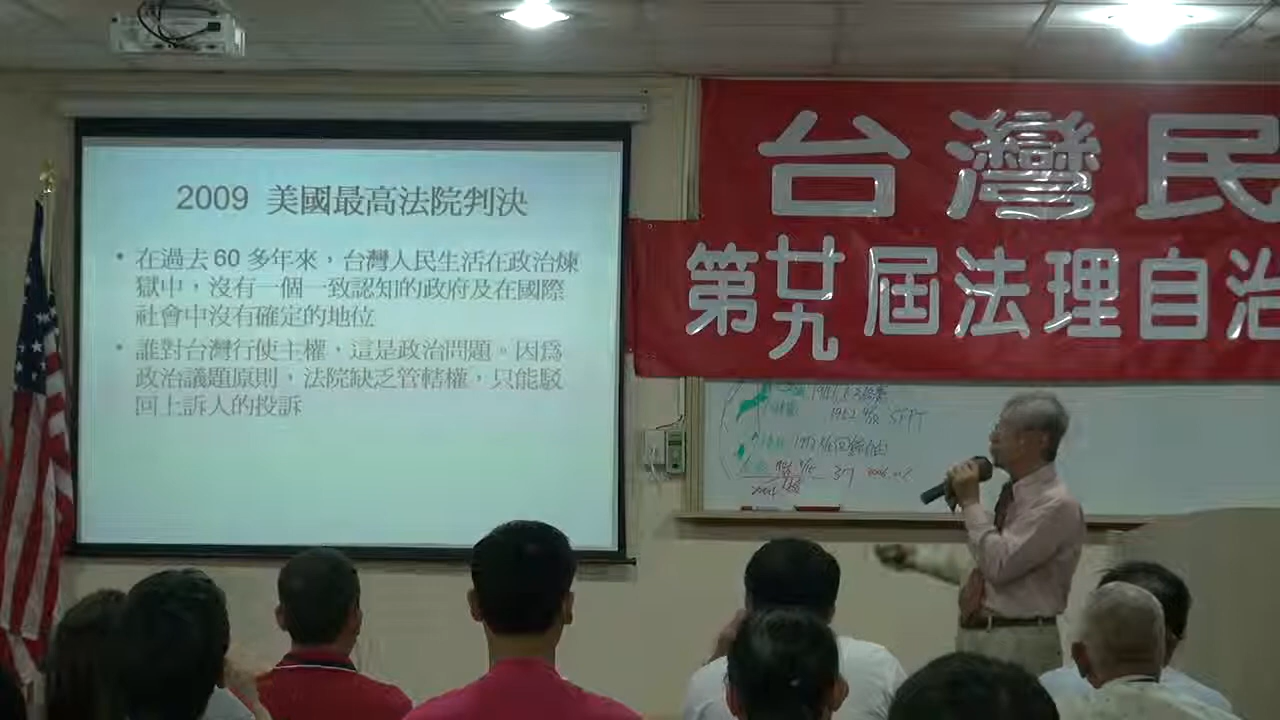 2009 美國最高法院判決
• 在過去 60 多年來，台灣人民生活在政治煉
獄中，沒有一個一致認知的政府及在國際
社會中沒有確定的地位
• 誰對台灣行使主權，這是政治問題。因為
政治議題原則，法院缺乏管轄權，只能駁
回上訴人的投訴
台灣民
第廿九屆法理自治
1952 SFPT